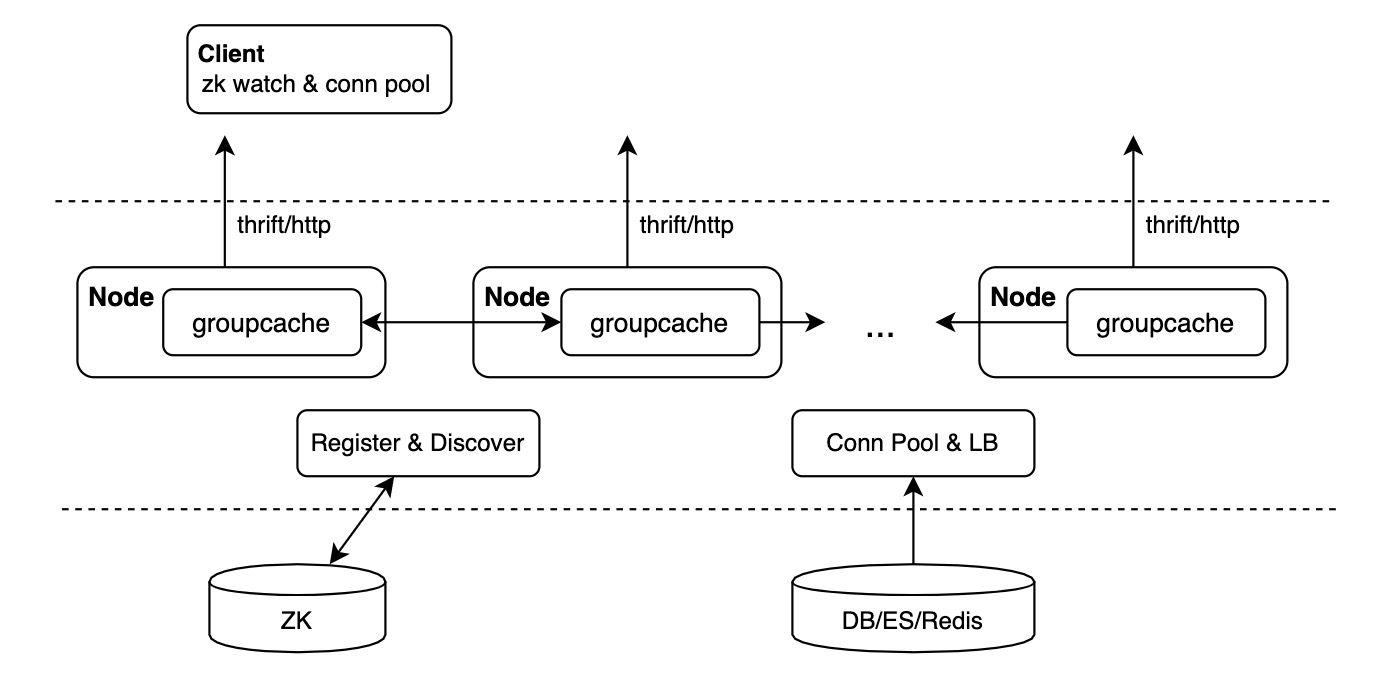 Client
zk watch & conn pool
thrift/http
thrift/http
thrift/http
Node
groupcache
Node
groupcache
...
Node
groupcache
Register & Discover
Conn Pool & LB
ZK
DB/ES/Redis